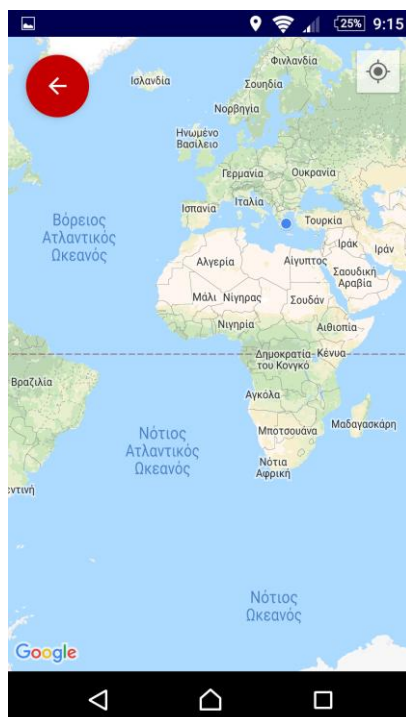 25% 9:15
Φινλανδία
Ισλανδία
Σουηδία
Νορβηγία
Ηνωμένο
Βασίλειο
Γερμανία
Ουκρανία
Ισπανία
Ιταλία
Τουρκία
Βόρειος
Ατλαντικός
Ωκεανός
Ιράκ
Ιράν
Αλγερία
Αίγυπτος
Σαουδική
Αραβία
Μάλι
Νίγηρας
Σουδάν
Νιγηρία
Αιθιοπία
Δημοκρατία
του Κονγκό
Κένυα
Βραζιλία
Αγκόλα
Μποτσουάνα
Μαδαγασκάρη
Νότιος
Ατλαντικός
Ωκεανός
Νότια
Αφρική
εντινή
Νότιος
Ωκεανός
Google